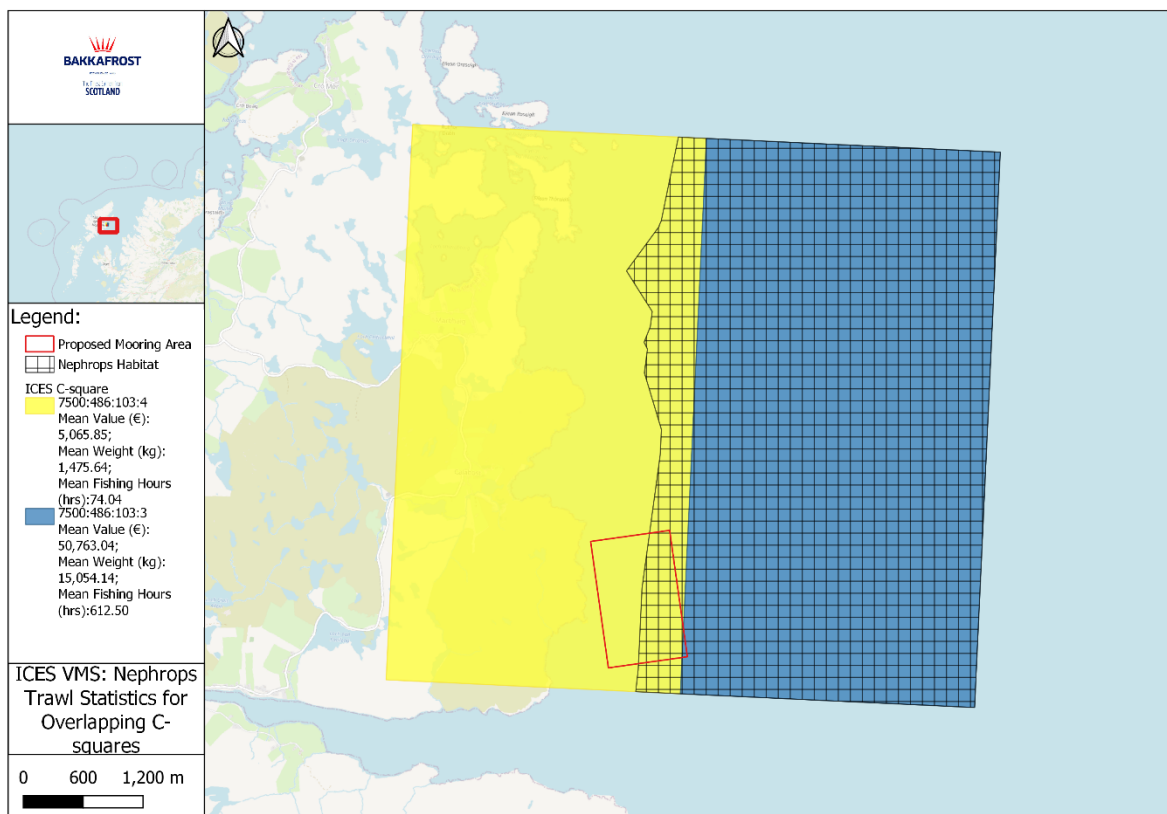 BAKKAFROST
SCOTLAND
Legend:
Proposed Mooring Area
Nephrops Habitat
ICES C-square
7500:486:103:4
Mean Value (€):
5,065.85;
Mean Weight (kg):
1,475.64;
Mean Fishing Hours
(hrs):74.04
7500:486:103:3
Mean Value (€):
50,763.04;
Mean Weight (kg):
15,054.14;
Mean Fishing Hours
(hrs):612.50
ICES VMS: Nephrops
Trawl Statistics for
Overlapping C-
squares
0 600 1,200 m